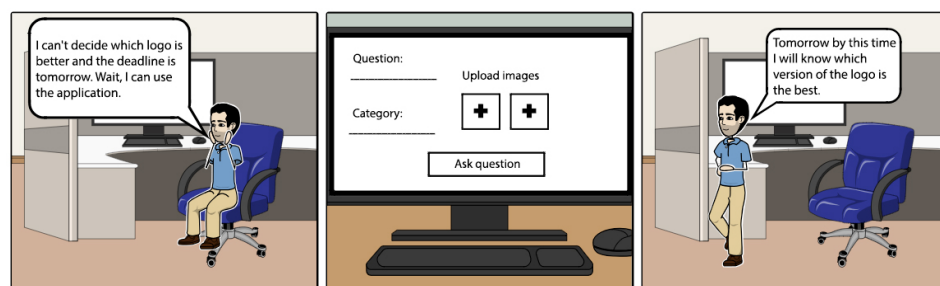 I can't decide which logo is
better and the deadline is
tomorrow. Wait, I can use
the application.
Question:
Upload images
Category:
Ask question
Tomorrow by this time
I will know which
version of the logo is
the best.